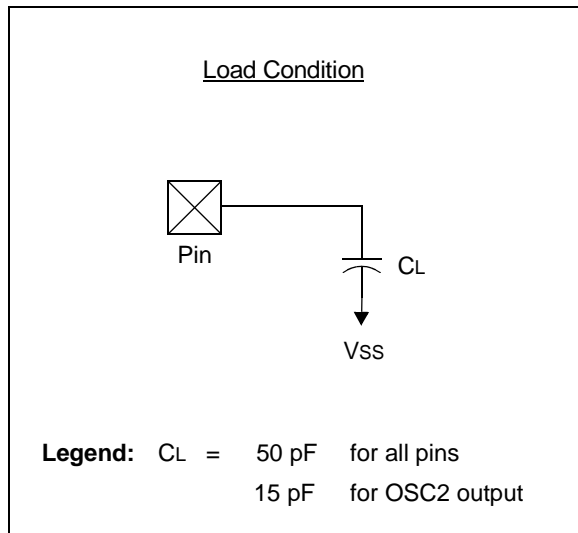 Load Condition
Pin
CL
VSS
Legend: CL = 50 pF for all pins
15 pF for OSC2 output